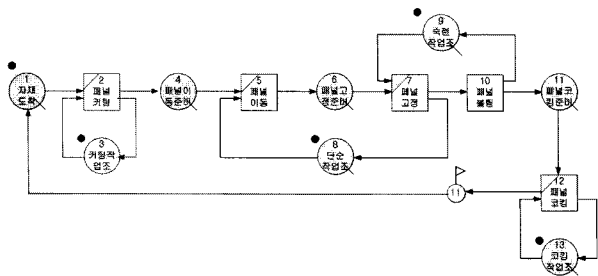 9
숙련
작업조
1
자재
도착
2
패널
커팅
4
패널이
동준비
5
패널
이동
6
패널고
정준비
7
패널
고정
10
패널
볼팅
11
패널코
킹준비
3
커팅작
업조
8
단순
작업조
11
12
패널
코킹
13
코킹
작업조